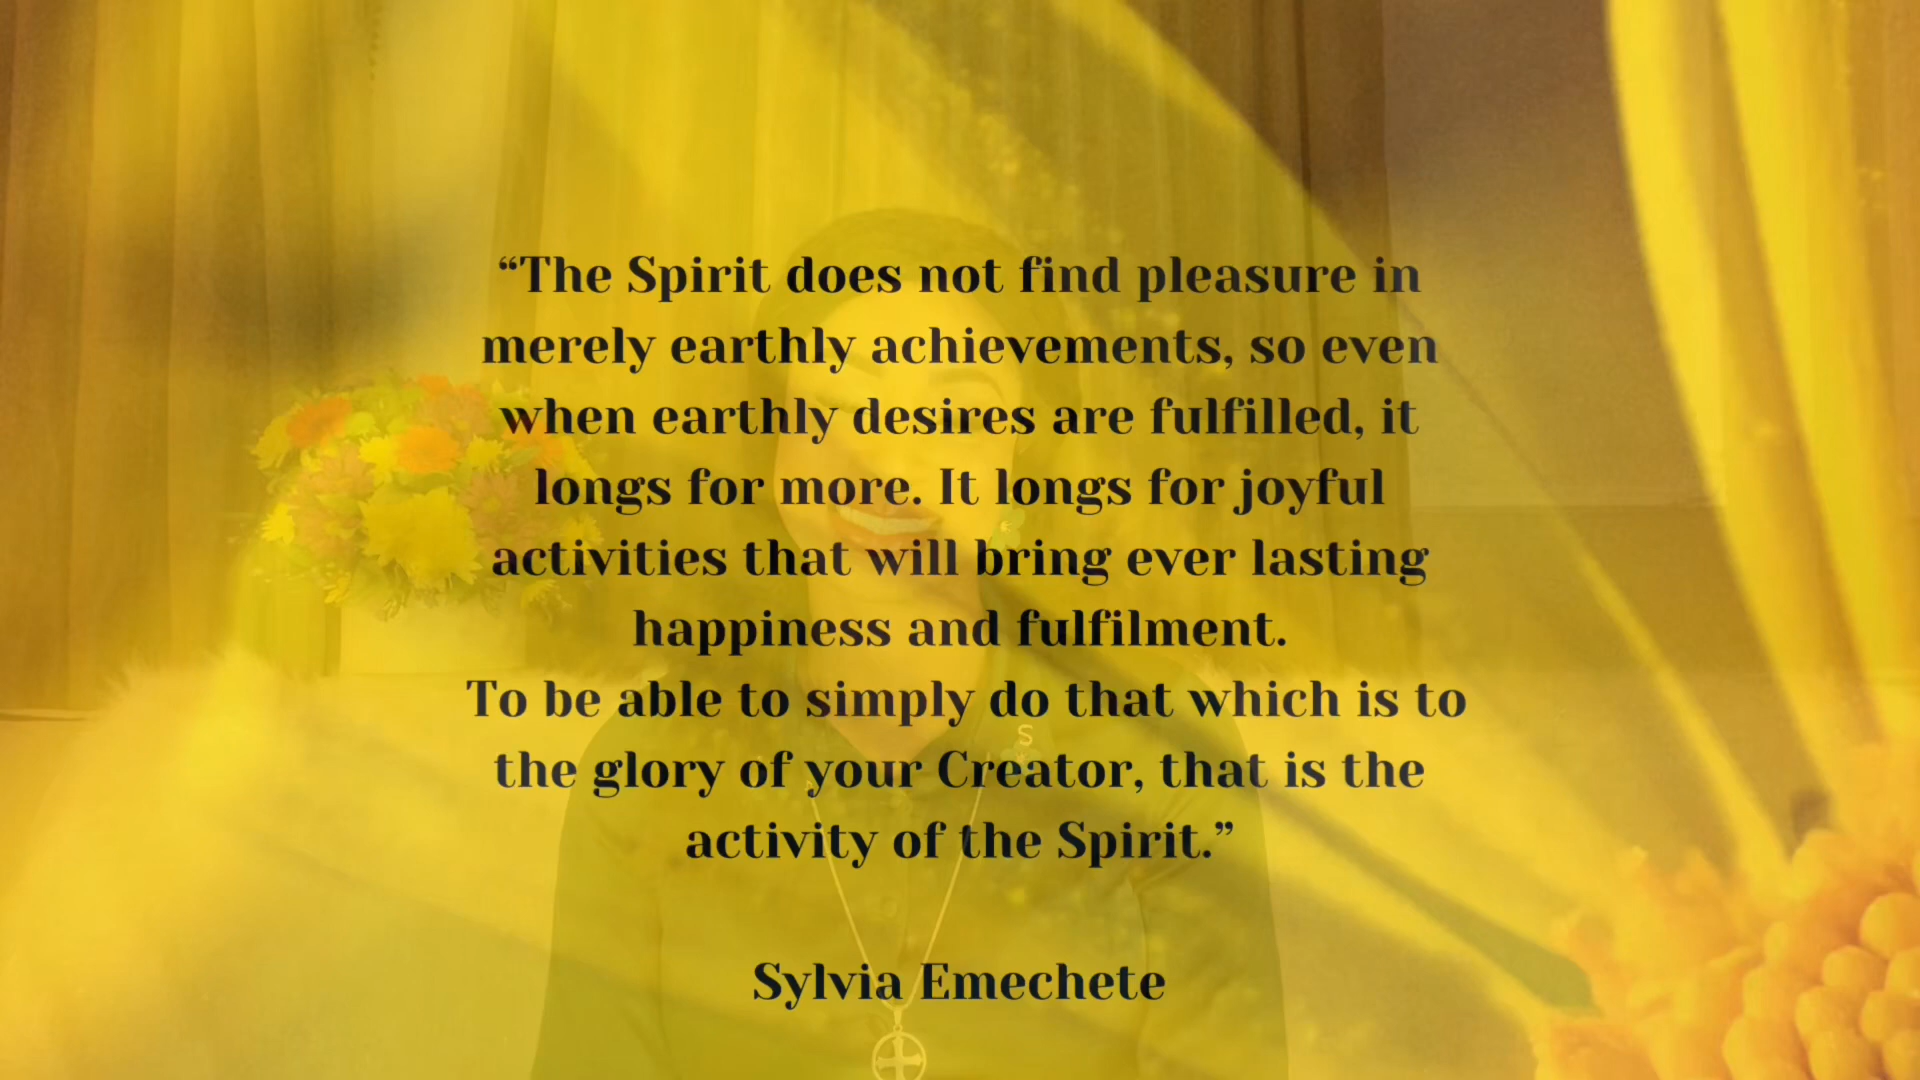 “The Spirit does not find pleasure in
merely earthly achievements, so even
when earthly desires are fulfilled, it
longs for more. It longs for joyful
activities that will bring ever lasting
happiness and fulfilment.
To be able to simply do that which is to
the glory of your Creator, that is the
activity of the Spirit.”
Sylvia Emechete
S